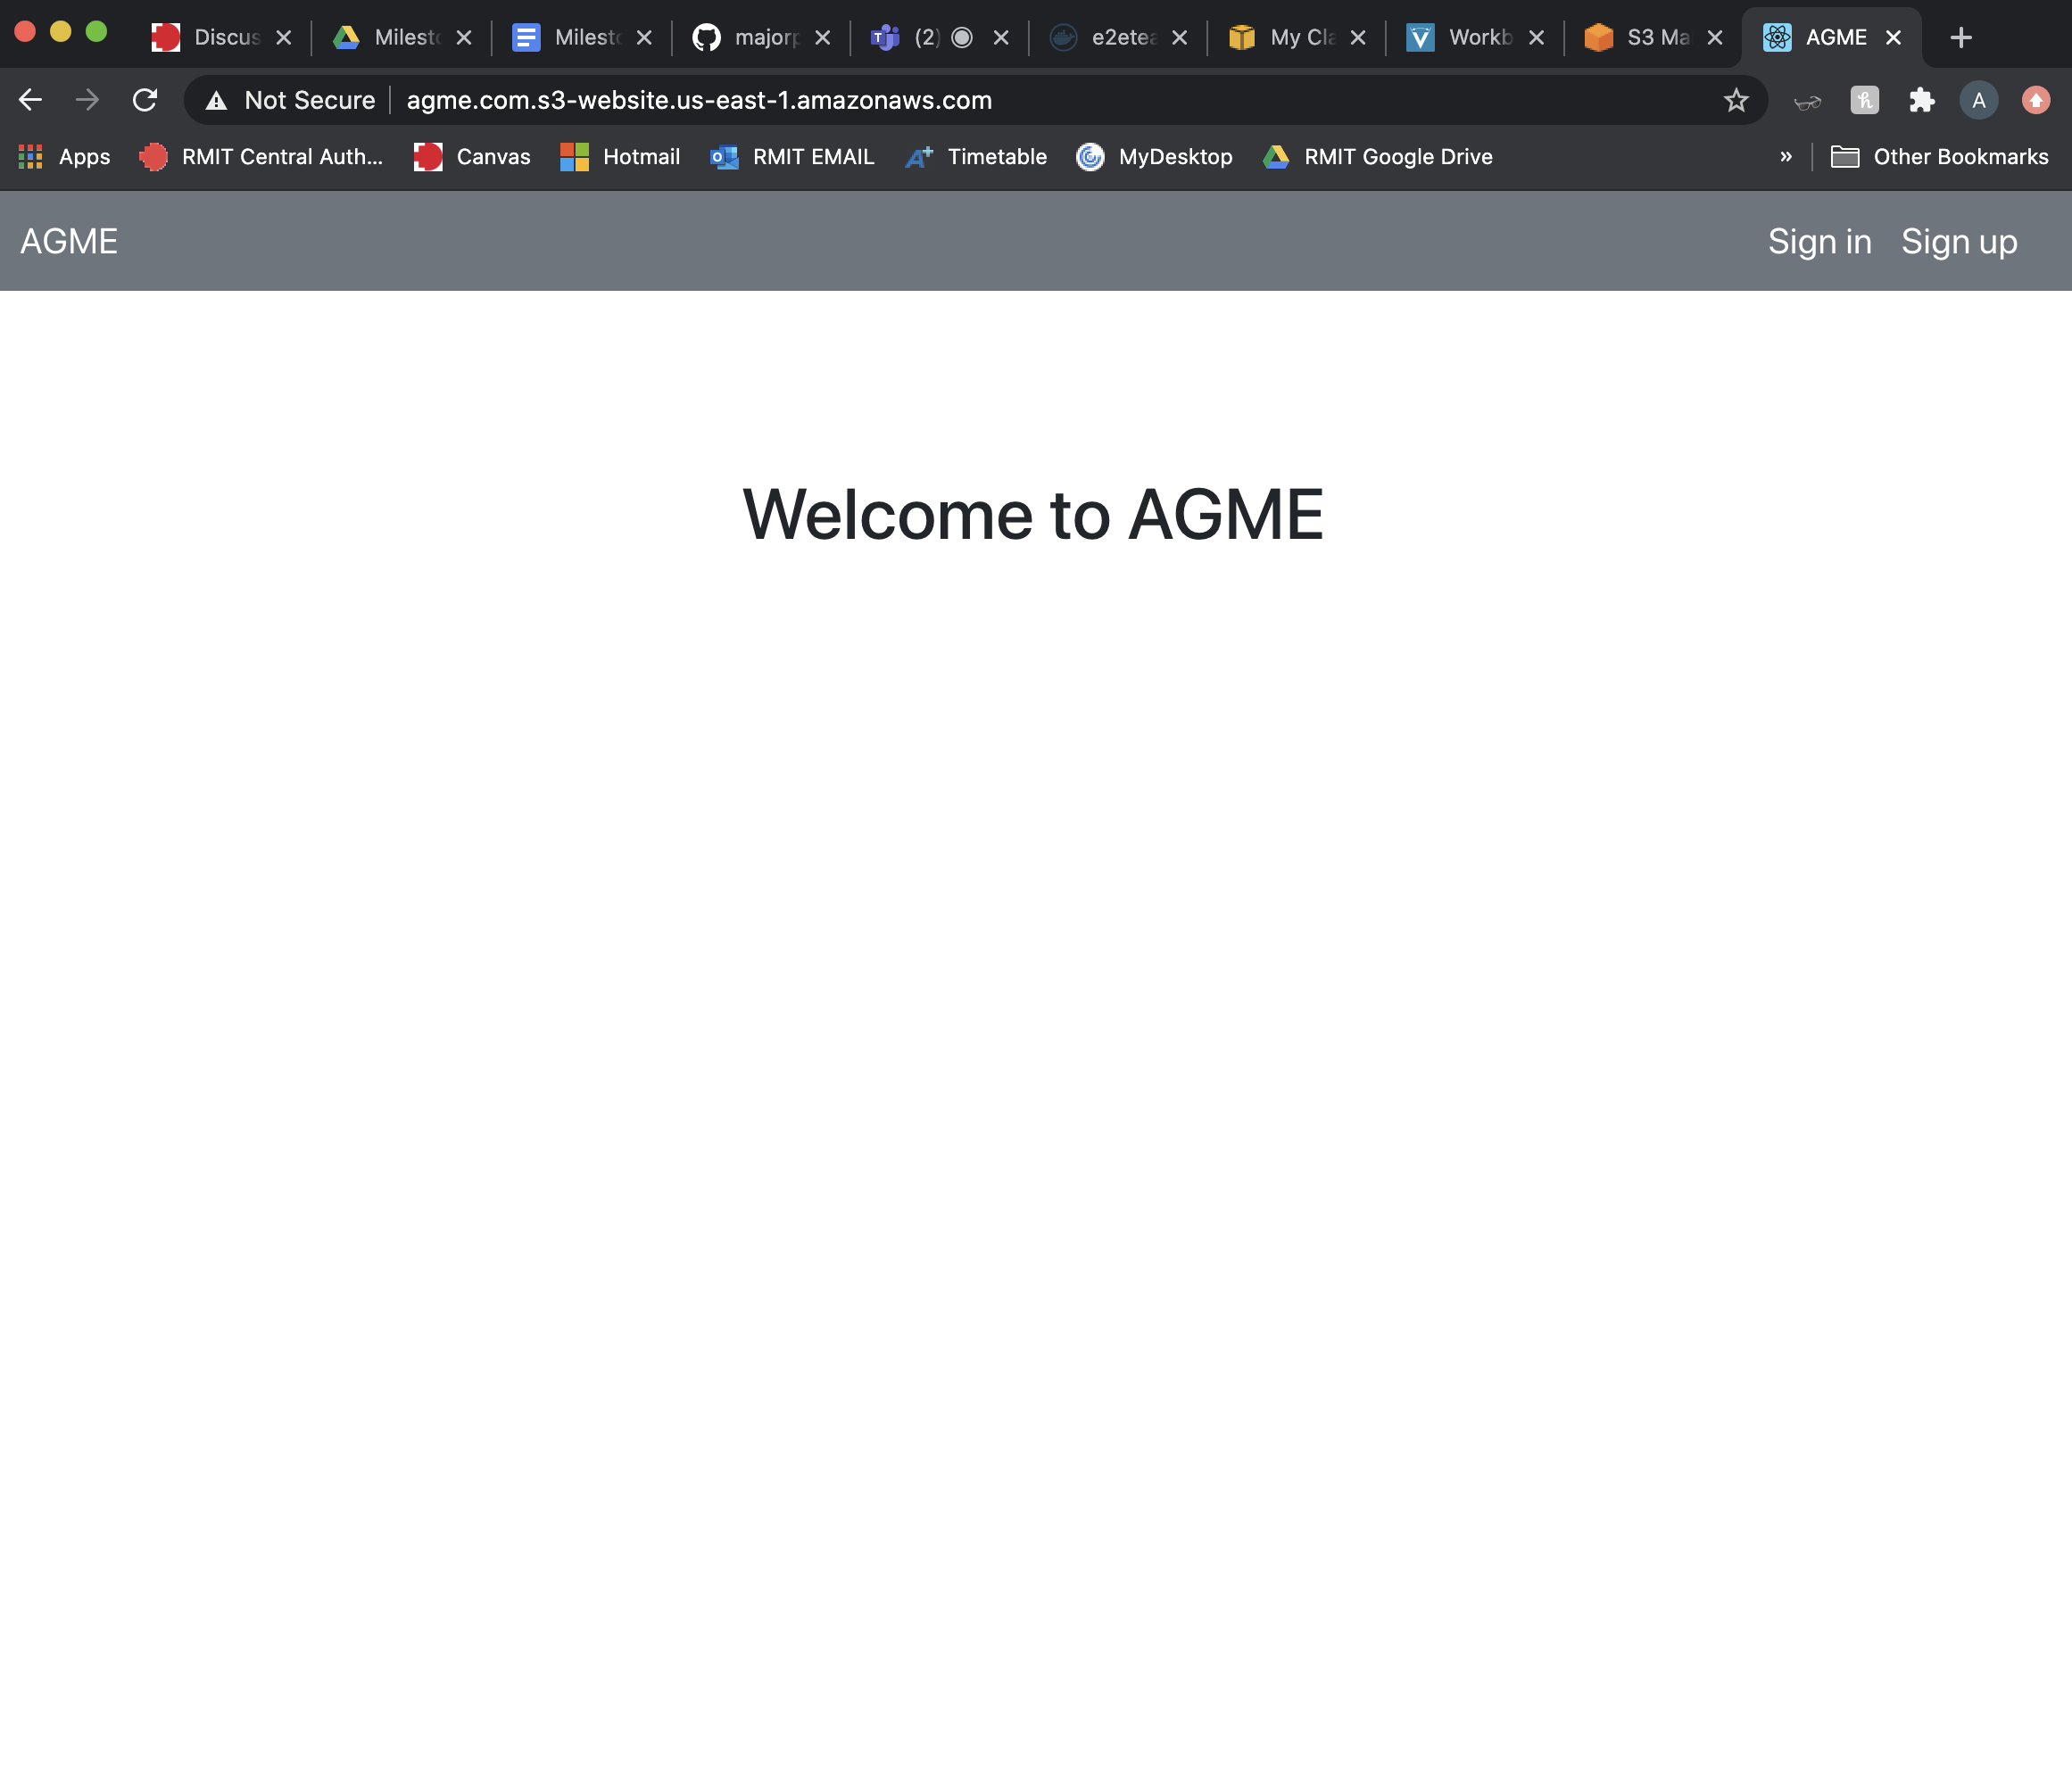 Discus Milesto Milesto majorp (2) e2etea My Cla Workb S3 Ma AGME
Not Secure agme.com.s3-website.us-east-1.amazonaws.com A
Apps RMIT Central Auth... Canvas Hotmail RMIT EMAIL Timetable MyDesktop RMIT Google Drive » Other Bookmarks
AGME Sign in Sign up
Welcome to AGME